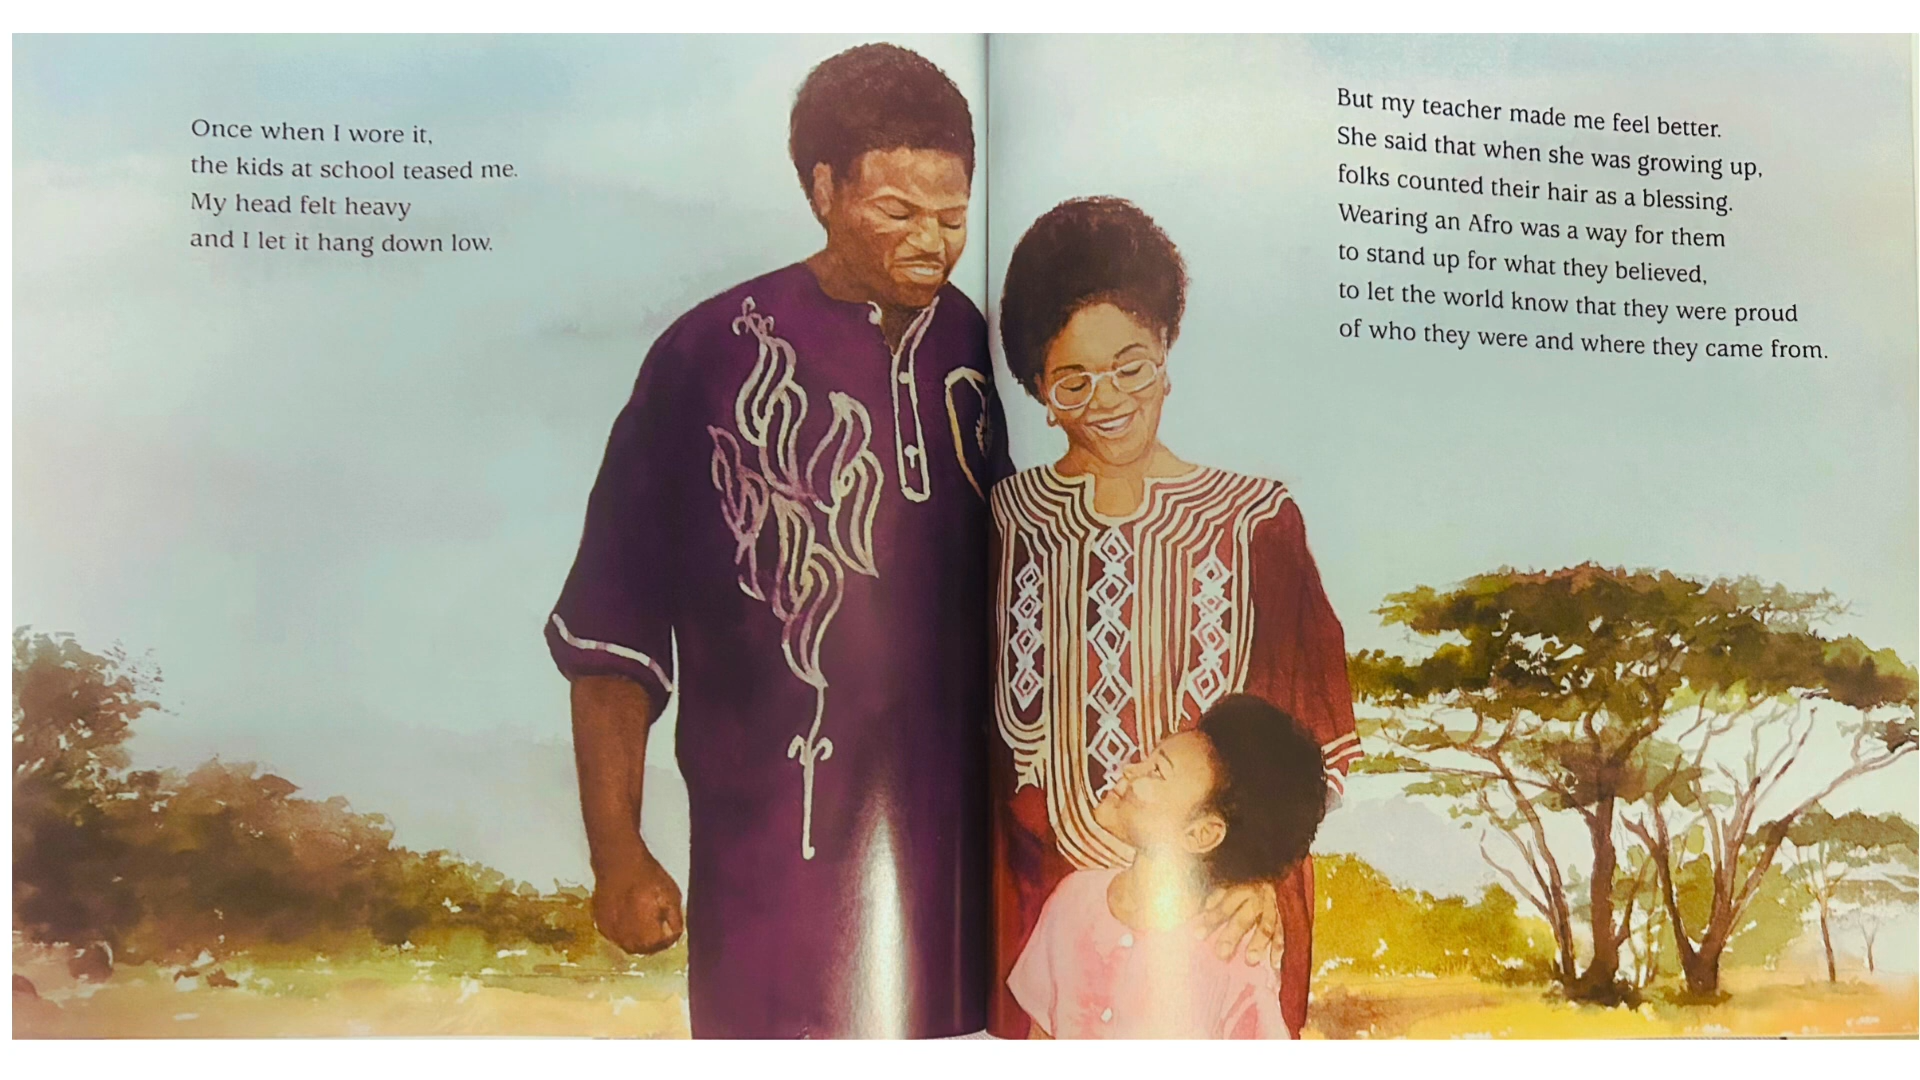 Once when I wore it,
the kids at school teased me.
My head felt heavy
and I let it hang down low.
But my teacher made me feel better.
She said that when she was growing up,
folks counted their hair as a blessing.
Wearing an Afro was a way for them
to stand up for what they believed,
to let the world know that they were proud
of who they were and where they came from.